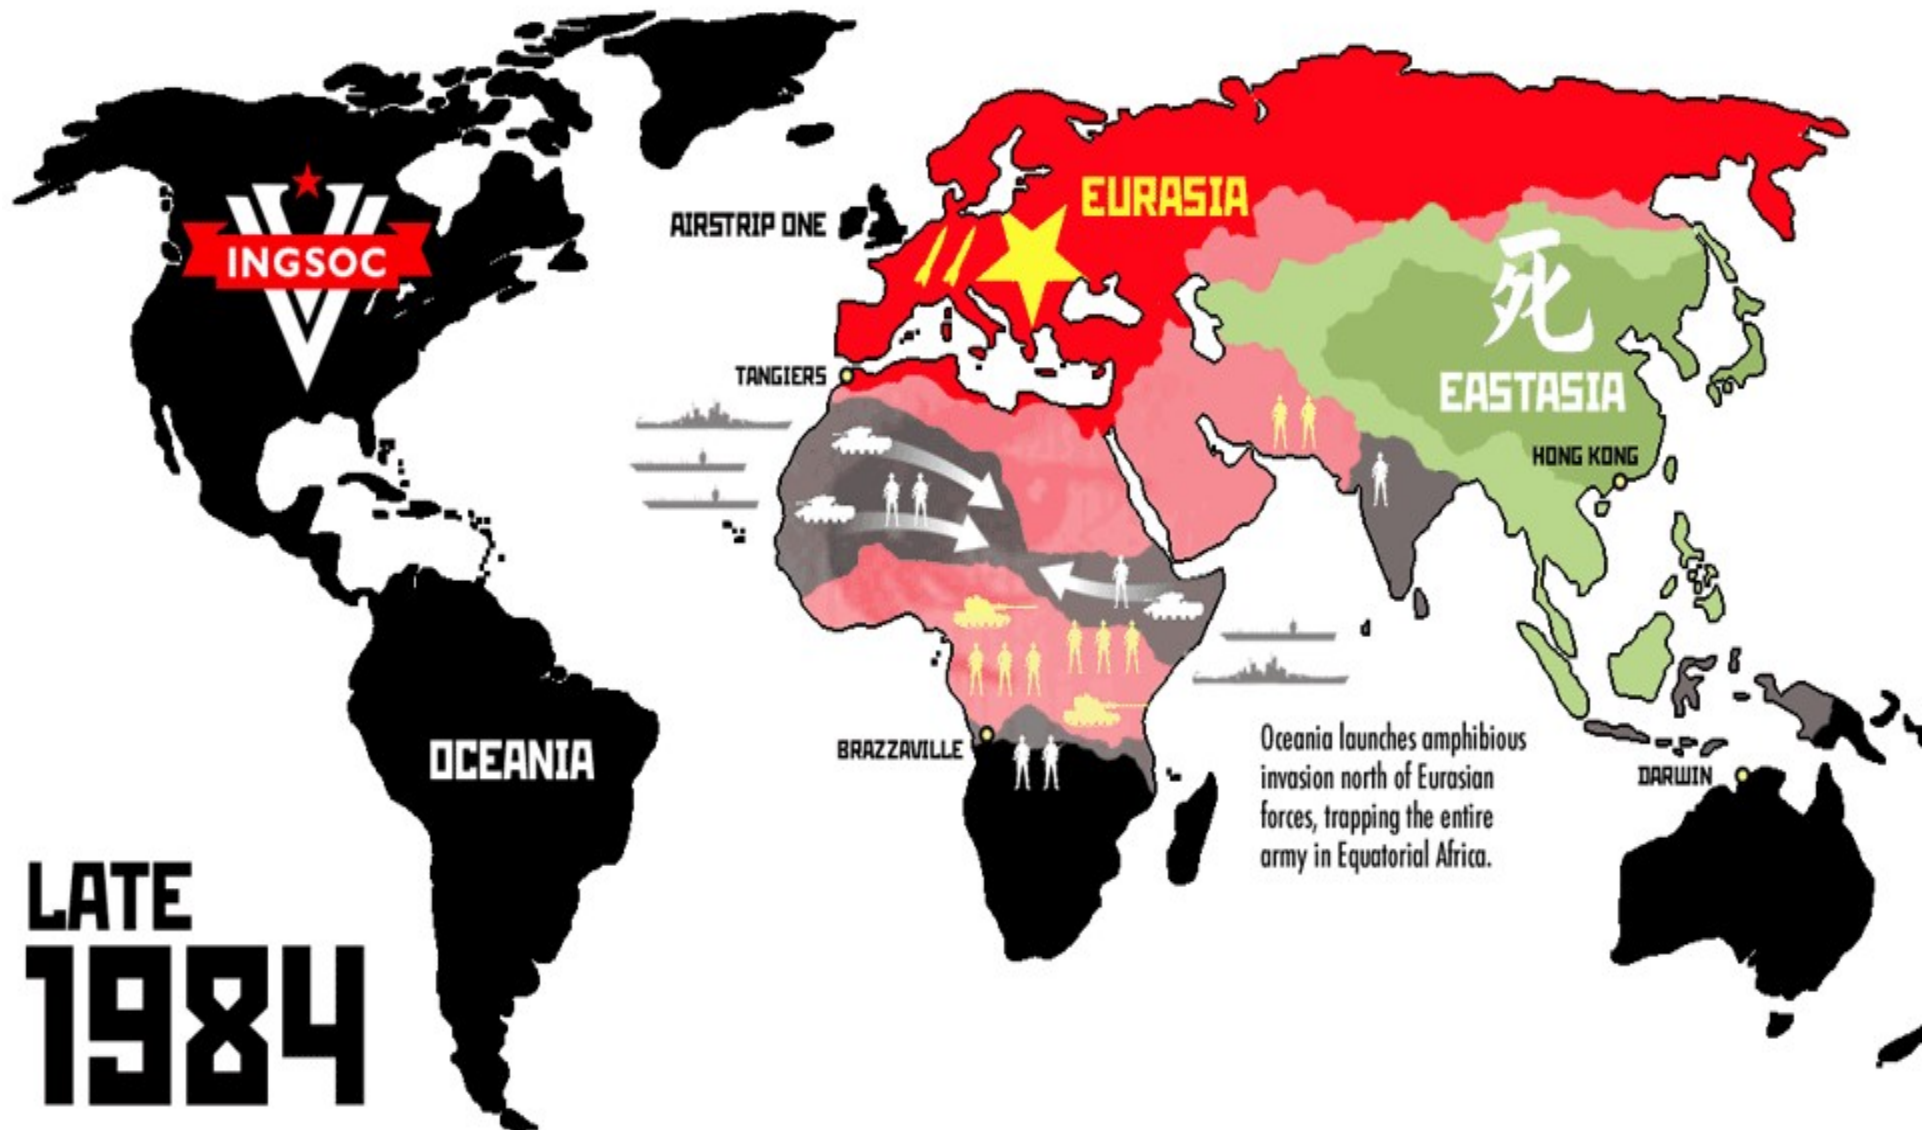 INGSOC
AIRSTRIP ONE
EURASIA
死
EASTASIA
TANGIERS
HONG KONG
OCEANIA
BRAZZAVILLE
DARWIN
Oceania launches amphibious
invasion north of Eurasian
forces, trapping the entire
army in Equatorial Africa.
LATE
1984